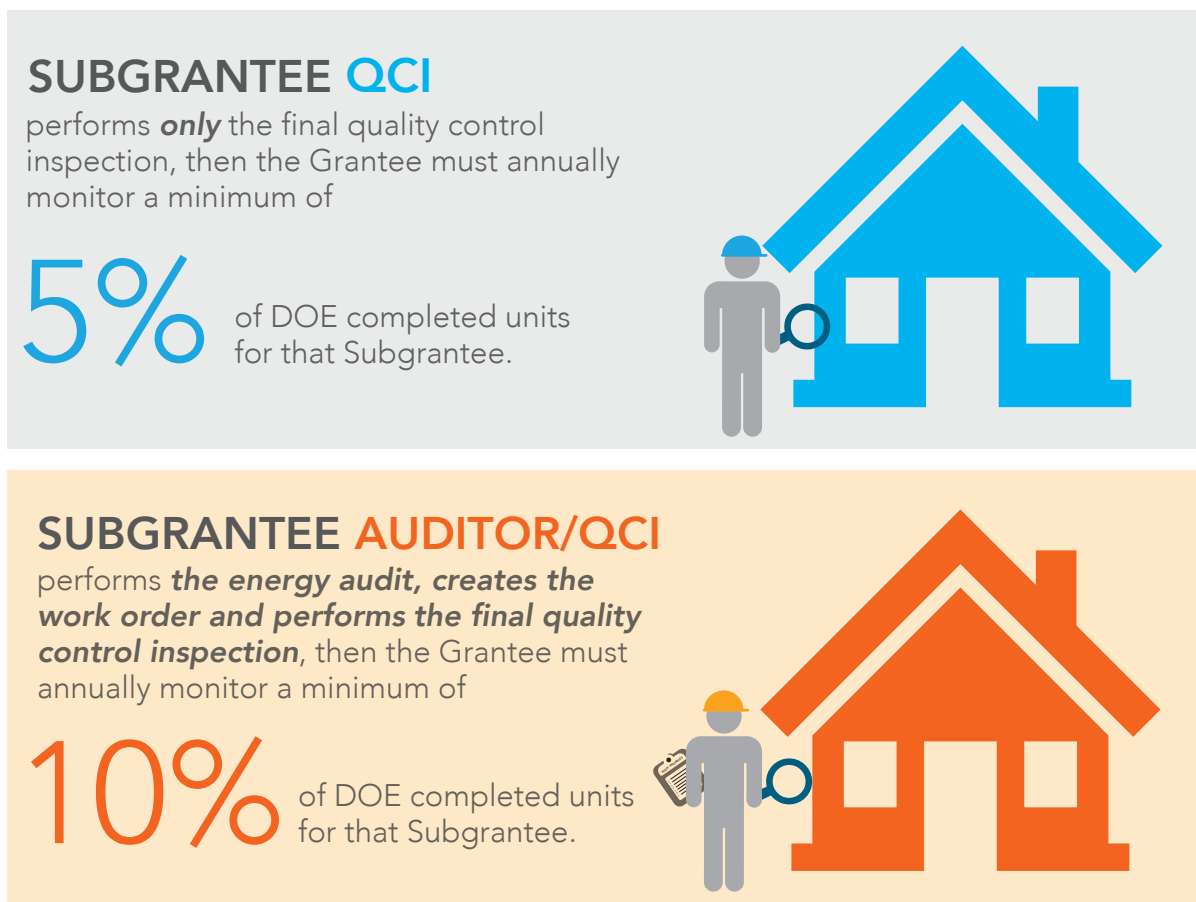 SUBGRANTEE QCI
performs only the final quality control
inspection, then the Grantee must annually
monitor a minimum of
5%
of DOE completed units
for that Subgrantee.
SUBGRANTEE AUDITOR/QCI
performs the energy audit, creates the
work order and performs the final quality
control inspection, then the Grantee must
annually monitor a minimum of
10%
of DOE completed units
for that Subgrantee.